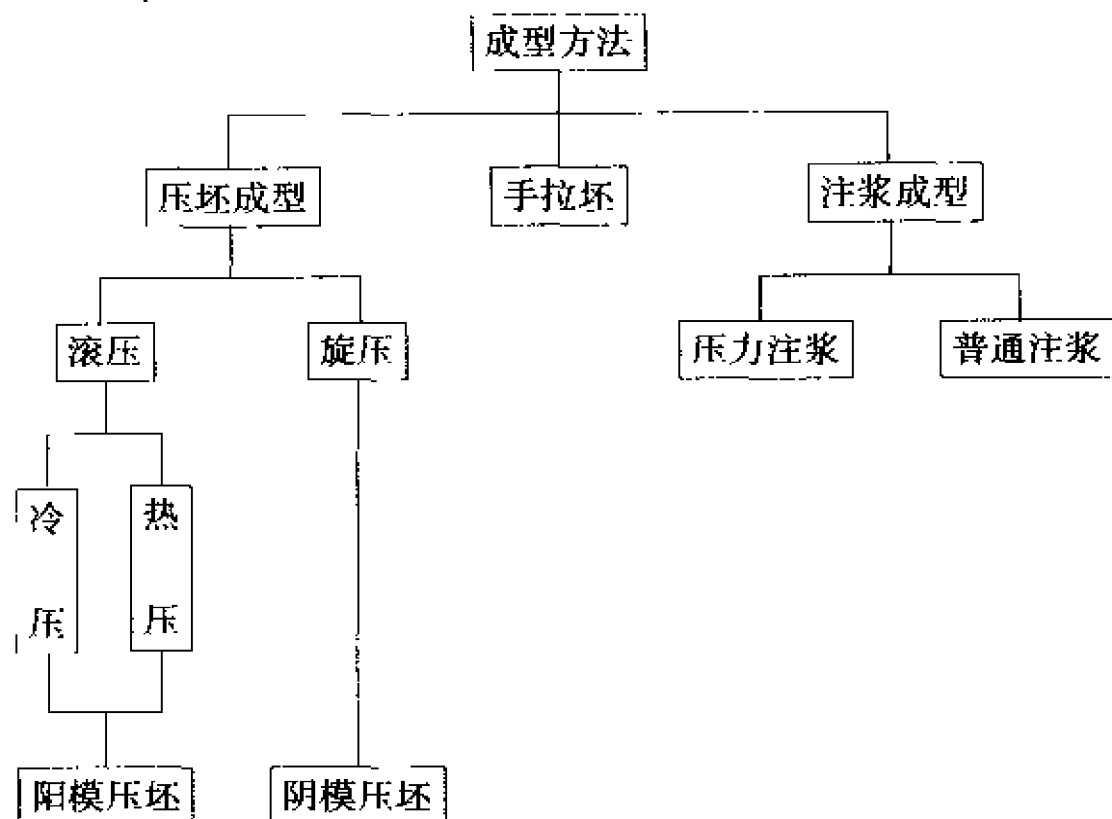 成型方法
压坯成型
手拉坯
注浆成型
滚压
旋压
压力注浆
普通注浆
冷压
热压
阳模压坯
阴模压坯